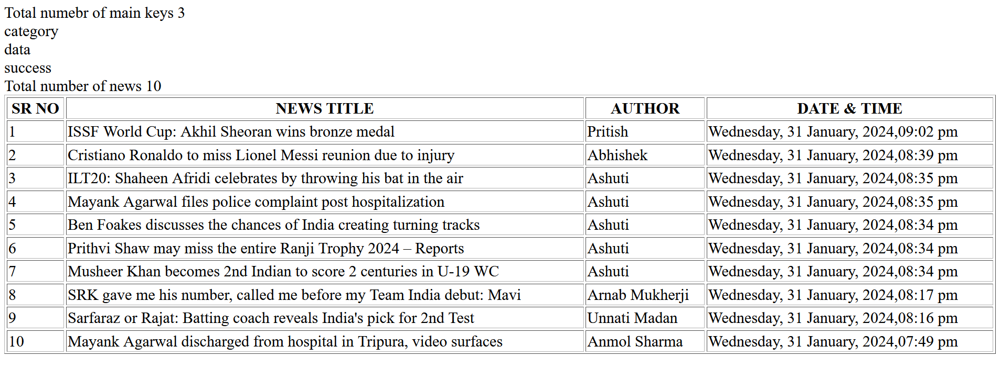 Total numebr of main keys 3
category
data
success
Total number of news 10
SR NO NEWS TITLE AUTHOR DATE & TIME
1 ISSF World Cup: Akhil Sheoran wins bronze medal Pritish Wednesday, 31 January, 2024,09:02 pm
2 Cristiano Ronaldo to miss Lionel Messi reunion due to injury Abhishek Wednesday, 31 January, 2024,08:39 pm
3 ILT20: Shaheen Afridi celebrates by throwing his bat in the air Ashuti Wednesday, 31 January, 2024,08:35 pm
4 Mayank Agarwal files police complaint post hospitalization Ashuti Wednesday, 31 January, 2024,08:35 pm
5 Ben Foakes discusses the chances of India creating turning tracks Ashuti Wednesday, 31 January, 2024,08:34 pm
6 Prithvi Shaw may miss the entire Ranji Trophy 2024 – Reports Ashuti Wednesday, 31 January, 2024,08:34 pm
7 Musheer Khan becomes 2nd Indian to score 2 centuries in U-19 WC Ashuti Wednesday, 31 January, 2024,08:34 pm
8 SRK gave me his number, called me before my Team India debut: Mavi Arnab Mukherji Wednesday, 31 January, 2024,08:17 pm
9 Sarfaraz or Rajat: Batting coach reveals India's pick for 2nd Test Unnati Madan Wednesday, 31 January, 2024,08:16 pm
10 Mayank Agarwal discharged from hospital in Tripura, video surfaces Anmol Sharma Wednesday, 31 January, 2024,07:49 pm